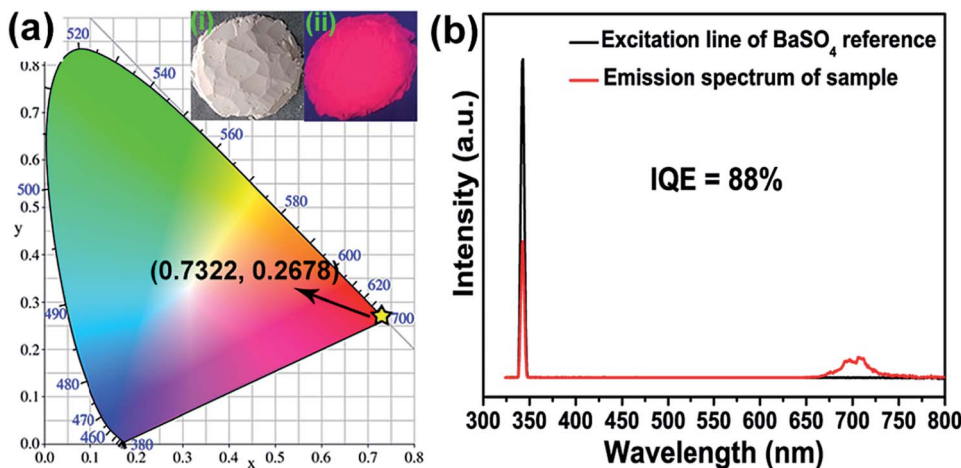 (a)
(i)
(ii)
520
0.8
540
0.7
560
0.6
500
0.5
y
580
0.4
(0.7322, 0.2678)
600
620
0.3
490
700
0.2
480
0.1
470
460
380
0.0
0.0 0.1 0.2 0.3 0.4 0.5 0.6 0.7 0.8
x
(b)
Excitation line of BaSO4 reference
Emission spectrum of sample
IQE = 88%
Intensity (a.u.)
300 350 400 450 500 550 600 650 700 750 800
Wavelength (nm)